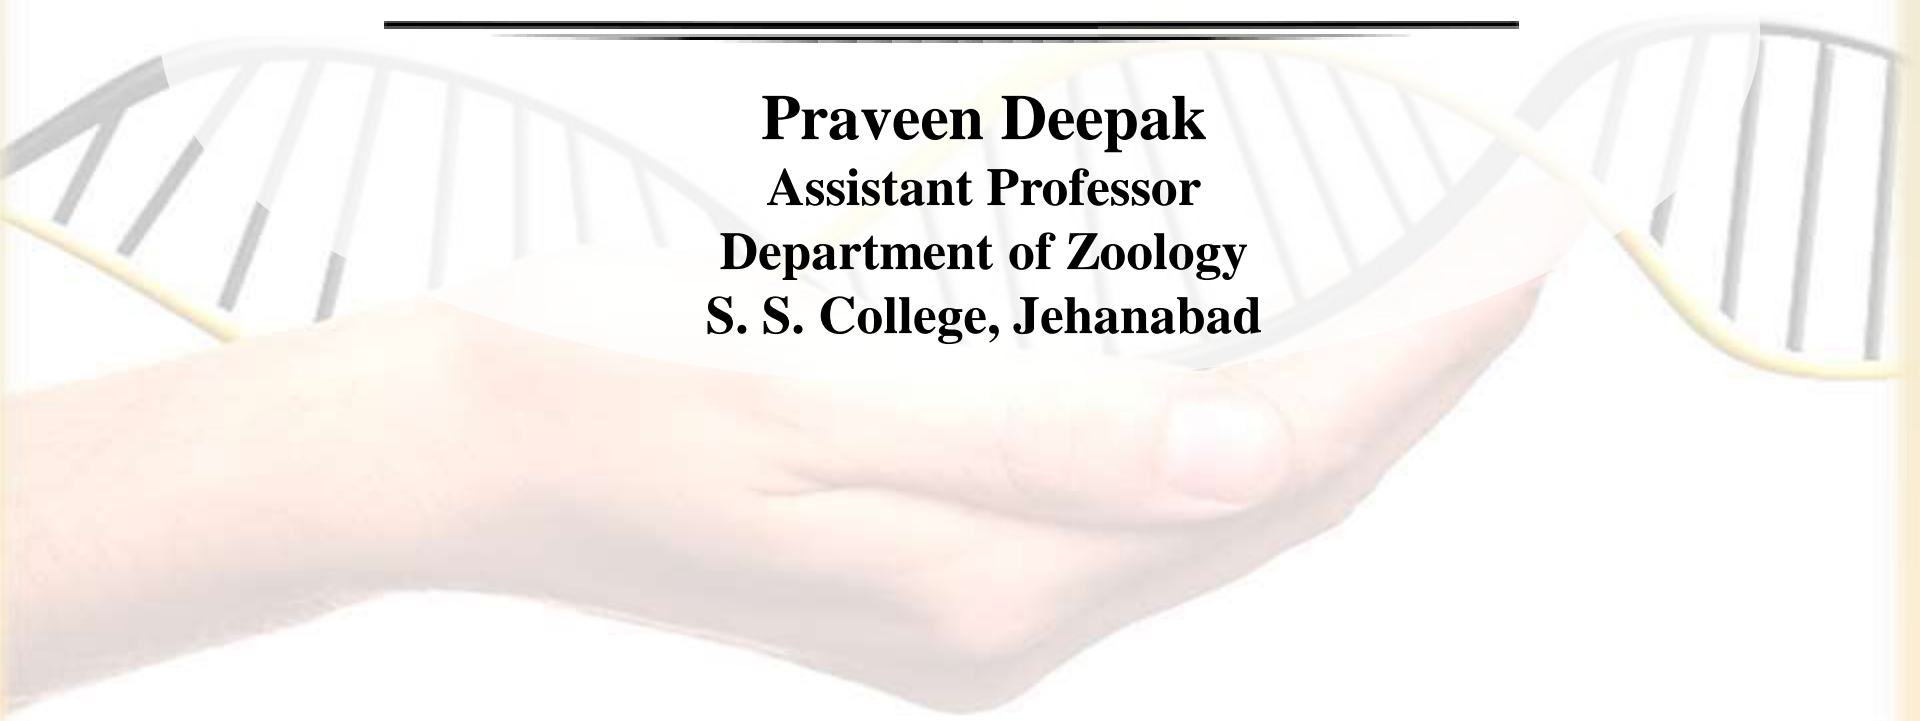 Praveen Deepak
Assistant Professor
Department of Zoology
S. S. College, Jehanabad